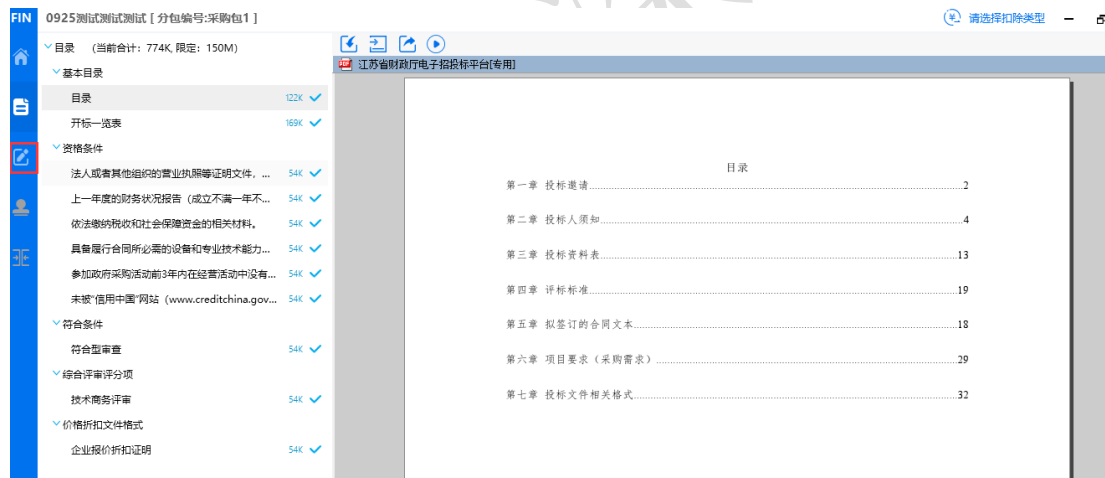 FIN 0925测试测试测试 [ 分包编号:采购包1 ] 请选择扣除类型
目录 （当前合计：774K, 限定：150M）
基本目录
目录 122K
开标一览表 169K
资格条件
法人或者其他组织的营业执照等证明文件，... 54K
上一年度的财务状况报告（成立不满一年不... 54K
依法缴纳税收和社会保障资金的相关材料。 54K
具备履行合同所必需的设备和专业技术能力... 54K
参加政府采购活动前3年内在经营活动中没有... 54K
未被“信用中国”网站（www.creditchina.gov... 54K
符合条件
符合型审查 54K
综合评审评分项
技术商务评审 54K
价格折扣文件格式
企业报价折扣证明 54K
江苏省财政厅电子招投标平台[专用]
目录
第一章 投标邀请........2
第二章 投标人须知........4
第三章 投标资料表........13
第四章 评标标准........19
第五章 拟签订的合同文本........18
第六章 项目要求（采购需求）........29
第七章 投标文件相关格式........32